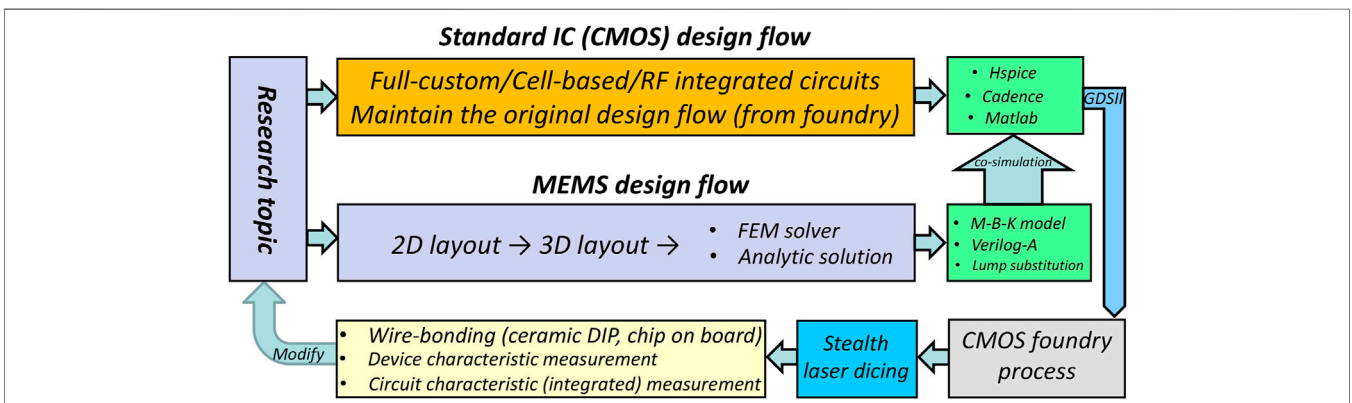 Standard IC (CMOS) design flow
Research topic
Full-custom/Cell-based/RF integrated circuits
Maintain the original design flow (from foundry)
• Hspice
• Cadence
• Matlab
GDSII
co-simulation
MEMS design flow
2D layout → 3D layout →
• FEM solver
• Analytic solution
• M-B-K model
• Verilog-A
• Lump substitution
CMOS foundry
process
Stealth
laser dicing
• Wire-bonding (ceramic DIP, chip on board)
• Device characteristic measurement
• Circuit characteristic (integrated) measurement
Modify